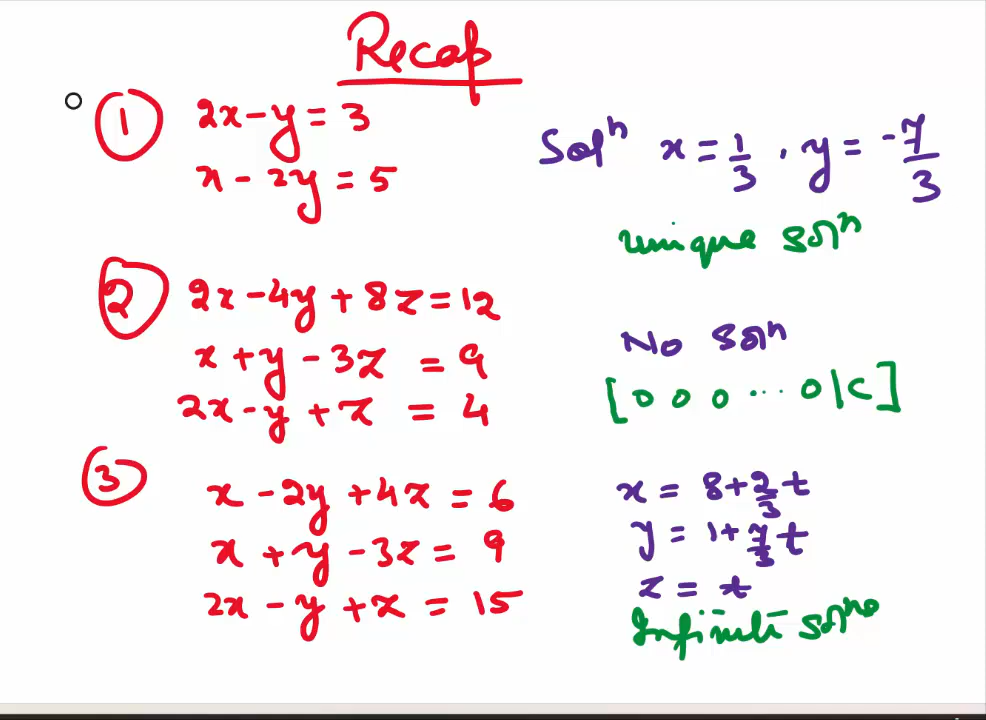 Recap
① 2x - y = 3
x - 2y = 5
Solⁿ x = 1/3 , y = -7/3
unique solⁿ
② 2x - 4y + 8z = 12
x + y - 3z = 9
2x - y + z = 4
No solⁿ
[0 0 0 ... 0 | c]
③ x - 2y + 4z = 6
x + y - 3z = 9
2x - y + z = 15
x = 8 + 2/3 t
y = 1 + 7/3 t
z = t
Infinite solⁿˢ